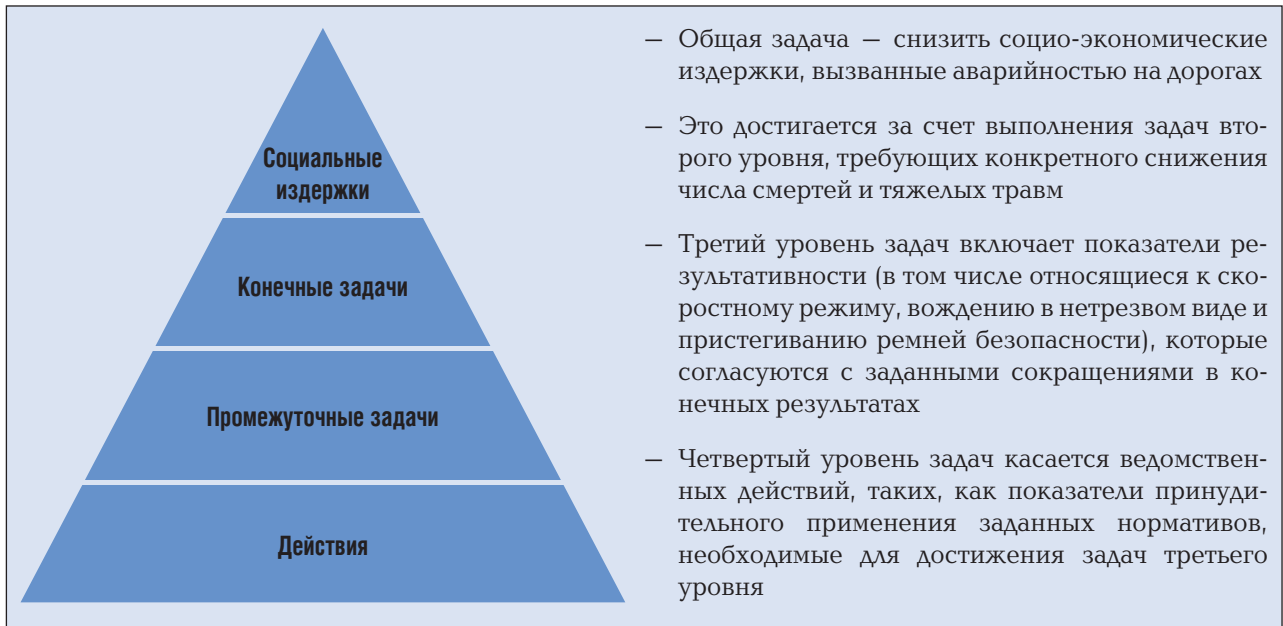 Социальные
издержки
Конечные задачи
Промежуточные задачи
Действия
— Общая задача — снизить социо-экономические
издержки, вызванные аварийностью на дорогах
— Это достигается за счет выполнения задач вто-
рого уровня, требующих конкретного снижения
числа смертей и тяжелых травм
— Третий уровень задач включает показатели ре-
зультативности (в том числе относящиеся к ско-
ростному режиму, вождению в нетрезвом виде и
пристегиванию ремней безопасности), которые
согласуются с заданными сокращениями в ко-
нечных результатах
— Четвертый уровень задач касается ведомствен-
ных действий, таких, как показатели принуди-
тельного применения заданных нормативов,
необходимые для достижения задач третьего
уровня